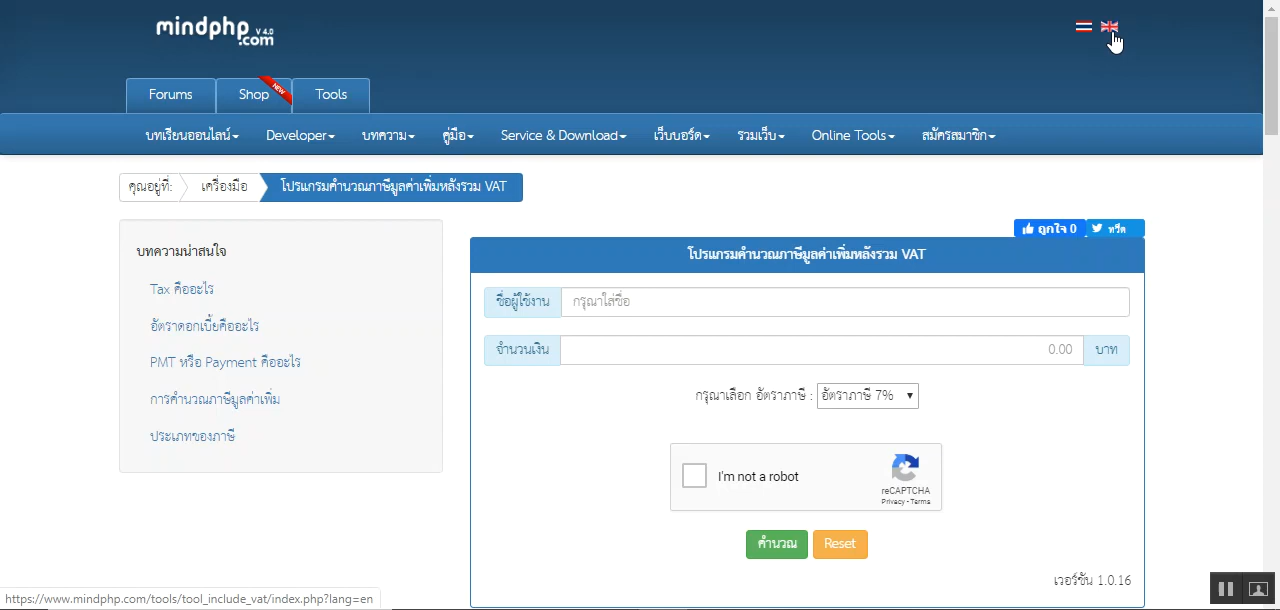 mindphp V 4.0
.com
Forums
Shop
NEW
Tools
บทเรียนออนไลน์
Developer
บทความ
คู่มือ
Service & Download
เว็บบอร์ด
รวมเว็บ
Online Tools
สมัครสมาชิก
คุณอยู่ที่:
เครื่องมือ
โปรแกรมคำนวณภาษีมูลค่าเพิ่มหลังรวม VAT
บทความน่าสนใจ
Tax คืออะไร
อัตราดอกเบี้ยคืออะไร
PMT หรือ Payment คืออะไร
การคำนวณภาษีมูลค่าเพิ่ม
ประเภทของภาษี
ถูกใจ 0
ทวีต
โปรแกรมคำนวณภาษีมูลค่าเพิ่มหลังรวม VAT
ชื่อผู้ใช้งาน
กรุณาใส่ชื่อ
จำนวนเงิน
0.00
บาท
กรุณาเลือก อัตราภาษี :
อัตราภาษี 7%
I'm not a robot
reCAPTCHA
Privacy - Terms
คำนวณ
Reset
เวอร์ชัน 1.0.16
https://www.mindphp.com/tools/tool_include_vat/index.php?lang=en